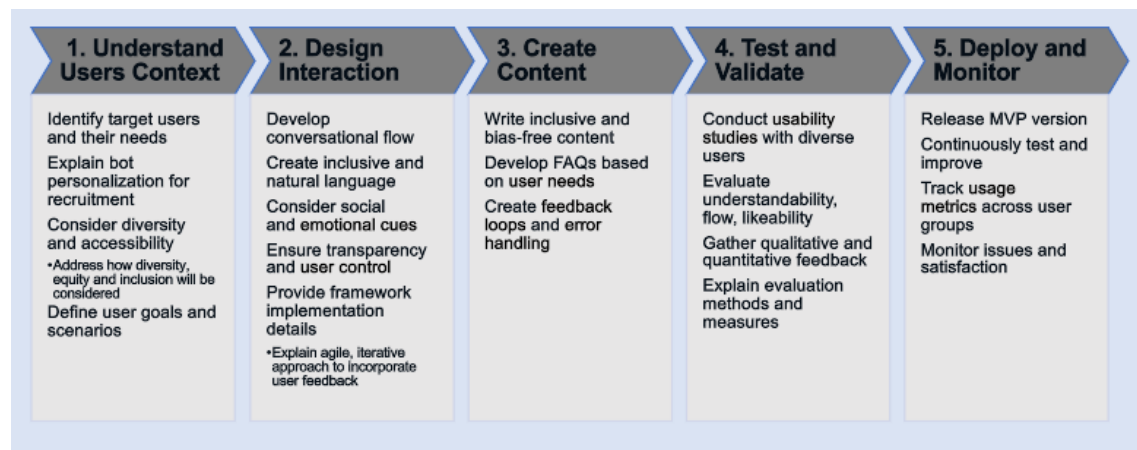 1. Understand
Users Context
Identify target users
and their needs
Explain bot
personalization for
recruitment
Consider diversity
and accessibility
•Address how diversity,
equity and inclusion will be
considered
Define user goals and
scenarios
2. Design
Interaction
Develop
conversational flow
Create inclusive and
natural language
Consider social
and emotional cues
Ensure transparency
and user control
Provide framework
implementation
details
•Explain agile, iterative
approach to incorporate
user feedback
3. Create
Content
Write inclusive and
bias-free content
Develop FAQs based
on user needs
Create feedback
loops and error
handling
4. Test and
Validate
Conduct usability
studies with diverse
users
Evaluate
understandability,
flow, likeability
Gather qualitative and
quantitative feedback
Explain evaluation
methods and
measures
5. Deploy and
Monitor
Release MVP version
Continuously test and
improve
Track usage
metrics across user
groups
Monitor issues and
satisfaction